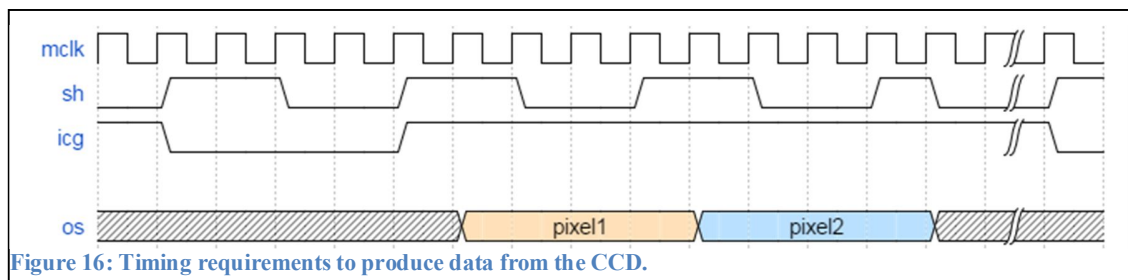 mclk
sh
icg
os pixel1 pixel2
Figure 16: Timing requirements to produce data from the CCD.